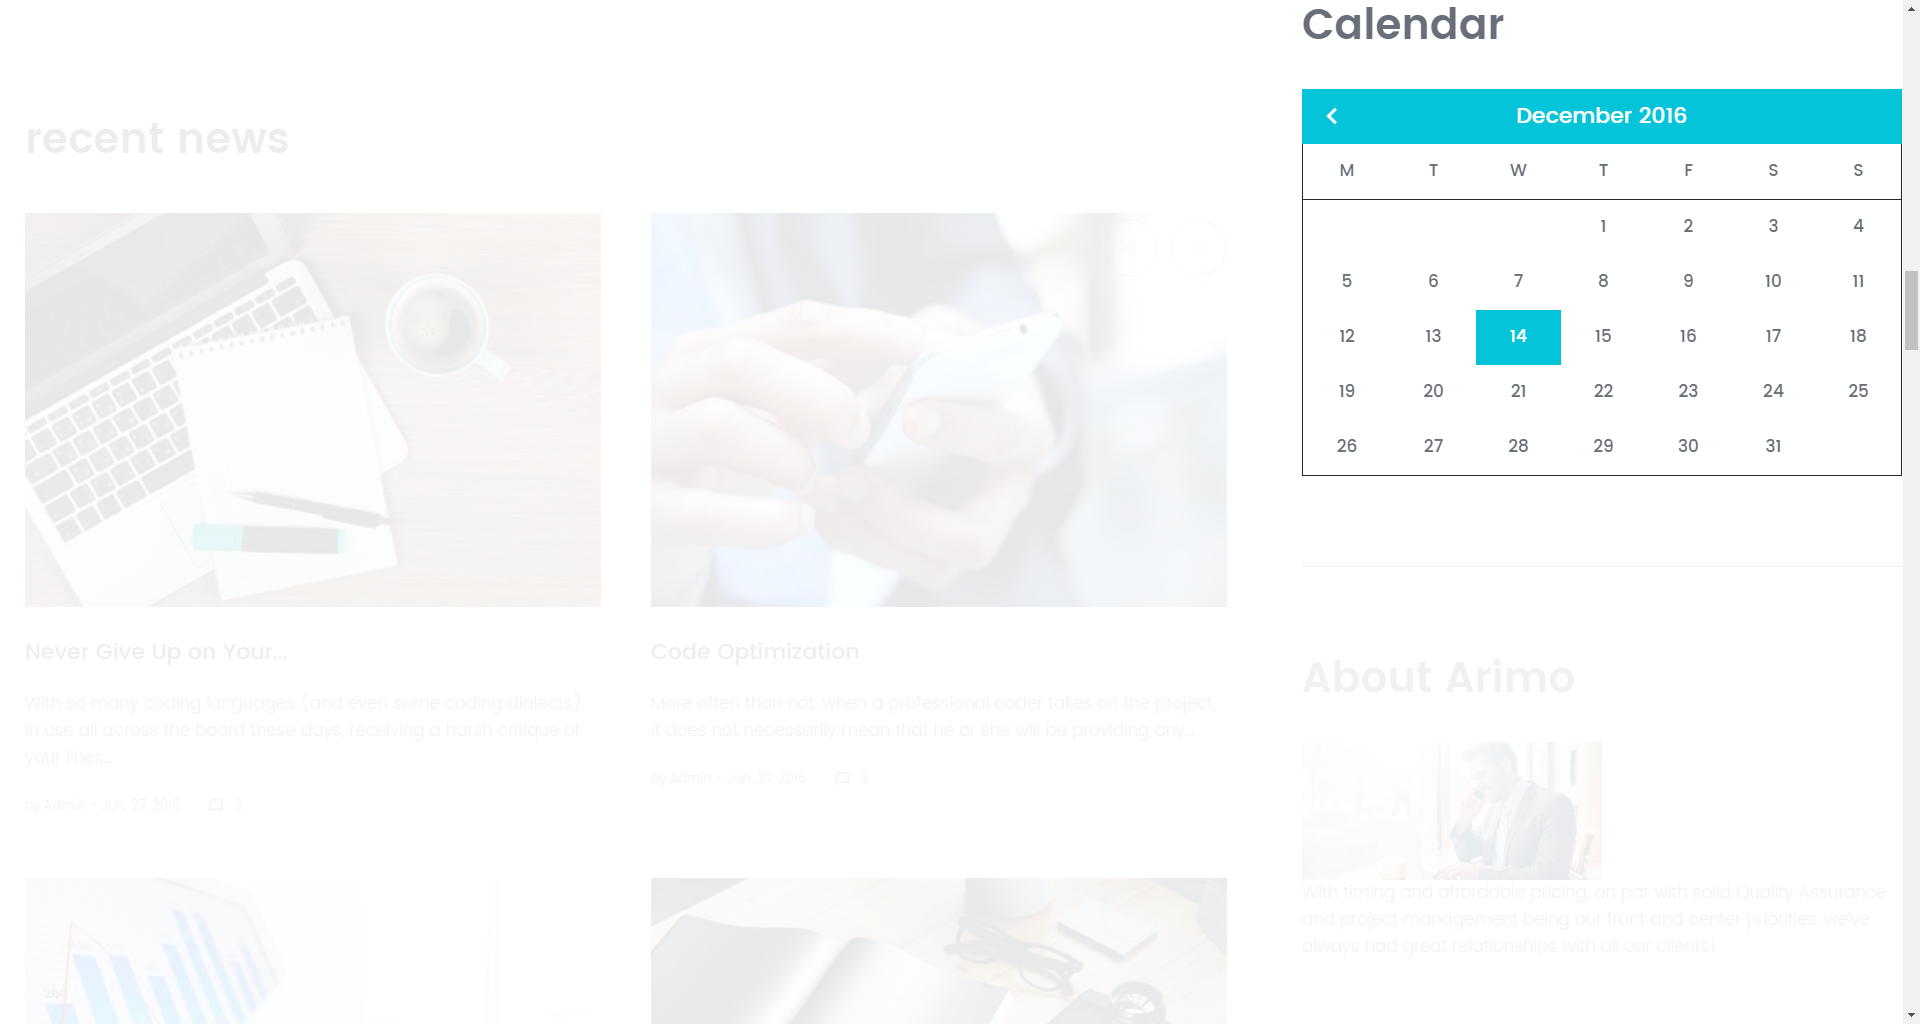 Calendar
recent news
December 2016
M T W T F S S
1 2 3 4
5 6 7 8 9 10 11
12 13 14 15 16 17 18
19 20 21 22 23 24 25
26 27 28 29 30 31
Never Give Up on Your...
With so many coding languages (and even some coding dialects)
in use all across the board these days, receiving a harsh critique of
your lines...
by Admin - Jun, 27, 2016 3
Code Optimization
More often than not, when a professional coder takes on the project,
it does not necessarily mean that he or she will be providing any...
by Admin - Jun, 27, 2016 3
About Arimo
With timing and affordable pricing, on par with solid Quality Assurance
and project management being our front and center priorities, we've
always had great relationships with all our clients!